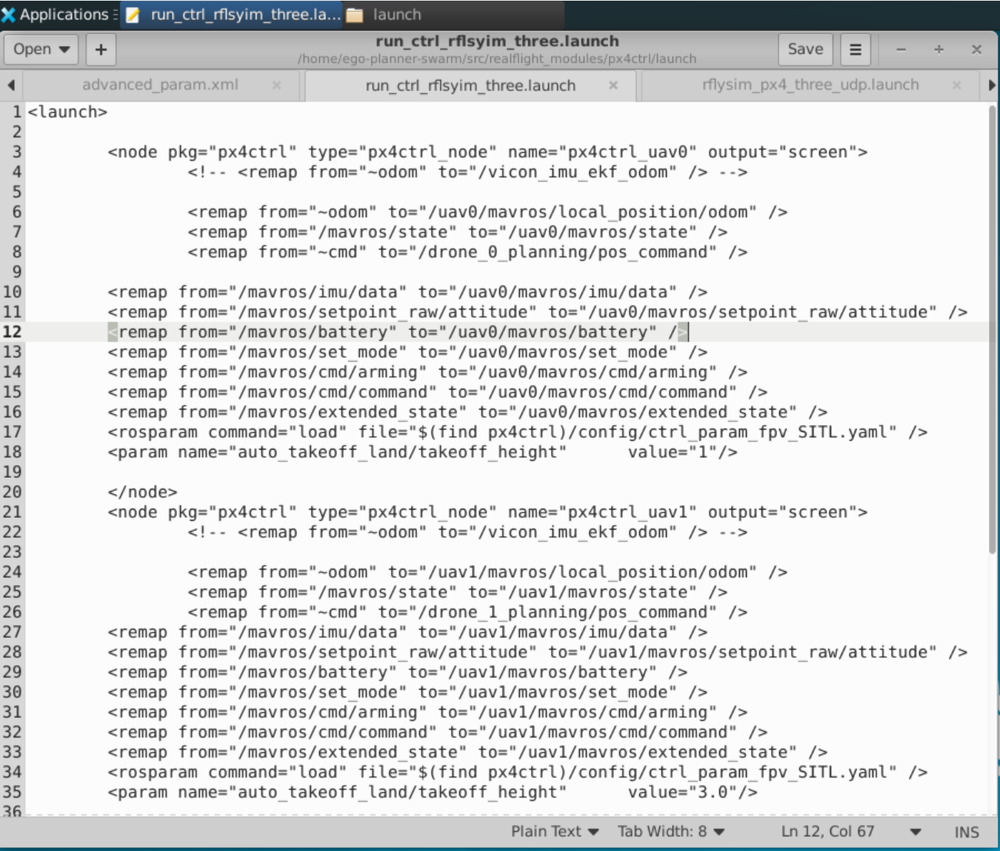 Applications
run_ctrl_rflsyim_three.la...
launch
Open
run_ctrl_rflsyim_three.launch
/home/ego-planner-swarm/src/realflight_modules/px4ctrl/launch
Save
advanced_param.xml
run_ctrl_rflsyim_three.launch
rflysim_px4_three_udp.launch
1 <launch>
2
3 <node pkg="px4ctrl" type="px4ctrl_node" name="px4ctrl_uav0" output="screen">
4 <!-- <remap from="~odom" to="/vicon_imu_ekf_odom" /> -->
5
6 <remap from="~odom" to="/uav0/mavros/local_position/odom" />
7 <remap from="/mavros/state" to="/uav0/mavros/state" />
8 <remap from="~cmd" to="/drone_0_planning/pos_command" />
9
10 <remap from="/mavros/imu/data" to="/uav0/mavros/imu/data" />
11 <remap from="/mavros/setpoint_raw/attitude" to="/uav0/mavros/setpoint_raw/attitude" />
12 <remap from="/mavros/battery" to="/uav0/mavros/battery" />
13 <remap from="/mavros/set_mode" to="/uav0/mavros/set_mode" />
14 <remap from="/mavros/cmd/arming" to="/uav0/mavros/cmd/arming" />
15 <remap from="/mavros/cmd/command" to="/uav0/mavros/cmd/command" />
16 <remap from="/mavros/extended_state" to="/uav0/mavros/extended_state" />
17 <rosparam command="load" file="$(find px4ctrl)/config/ctrl_param_fpv_SITL.yaml" />
18 <param name="auto_takeoff_land/takeoff_height" value="1"/>
19
20 </node>
21 <node pkg="px4ctrl" type="px4ctrl_node" name="px4ctrl_uav1" output="screen">
22 <!-- <remap from="~odom" to="/vicon_imu_ekf_odom" /> -->
23
24 <remap from="~odom" to="/uav1/mavros/local_position/odom" />
25 <remap from="/mavros/state" to="/uav1/mavros/state" />
26 <remap from="~cmd" to="/drone_1_planning/pos_command" />
27 <remap from="/mavros/imu/data" to="/uav1/mavros/imu/data" />
28 <remap from="/mavros/setpoint_raw/attitude" to="/uav1/mavros/setpoint_raw/attitude" />
29 <remap from="/mavros/battery" to="/uav1/mavros/battery" />
30 <remap from="/mavros/set_mode" to="/uav1/mavros/set_mode" />
31 <remap from="/mavros/cmd/arming" to="/uav1/mavros/cmd/arming" />
32 <remap from="/mavros/cmd/command" to="/uav1/mavros/cmd/command" />
33 <remap from="/mavros/extended_state" to="/uav1/mavros/extended_state" />
34 <rosparam command="load" file="$(find px4ctrl)/config/ctrl_param_fpv_SITL.yaml" />
35 <param name="auto_takeoff_land/takeoff_height" value="3.0"/>
36
Plain Text
Tab Width: 8
Ln 12, Col 67
INS